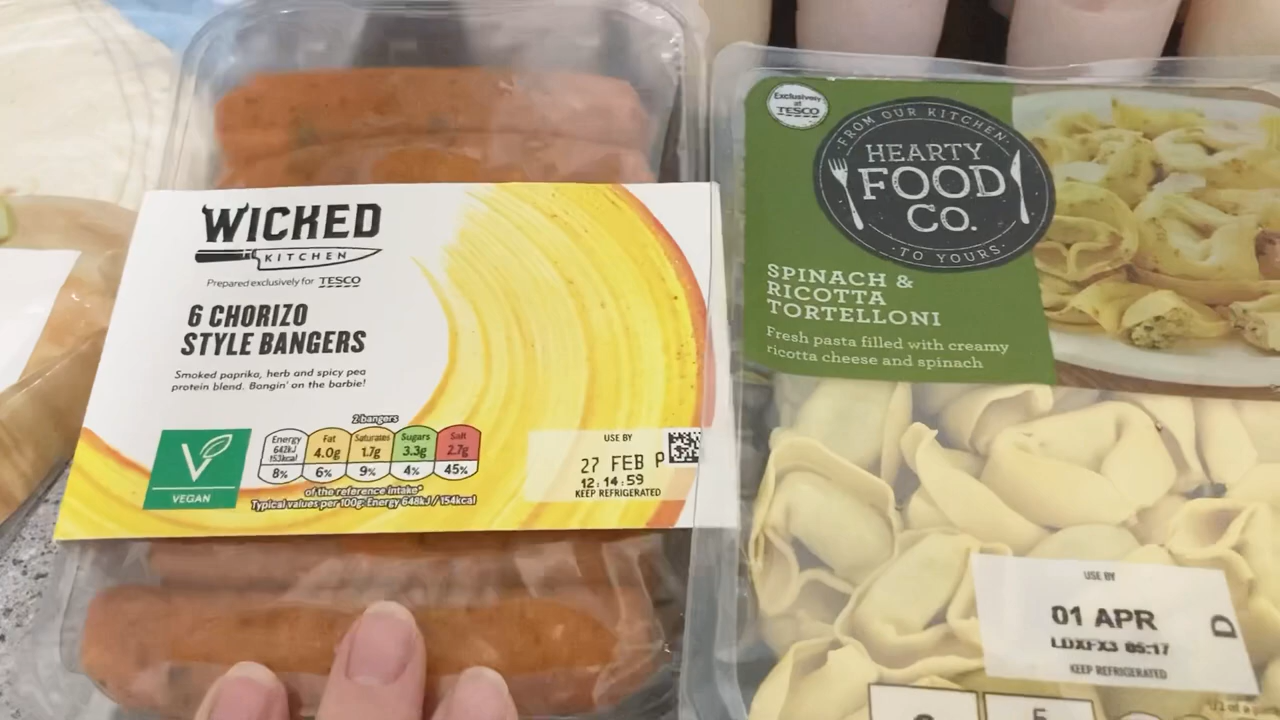 WICKED
KITCHEN
Prepared exclusively for TESCO
6 CHORIZO
STYLE BANGERS
Smoked paprika, herb and spicy pea
protein blend. Bangin' on the barbie!
VEGAN
2 bangers
Energy Fat Saturates Sugars Salt
642kJ 153kcal 4.0g 1.7g 3.3g 2.7g
8% 6% 9% 4% 45%
of the reference intake*
Typical values per 100g: Energy 648kJ / 154kcal
USE BY
27 FEB P
12:14:59
KEEP REFRIGERATED
Exclusively
at
TESCO
FROM OUR KITCHEN
HEARTY
FOOD
CO.
TO YOURS
SPINACH &
RICOTTA
TORTELLONI
Fresh pasta filled with creamy
ricotta cheese and spinach
USE BY
01 APR
D
LDXFX3 05:17
KEEP REFRIGERATED